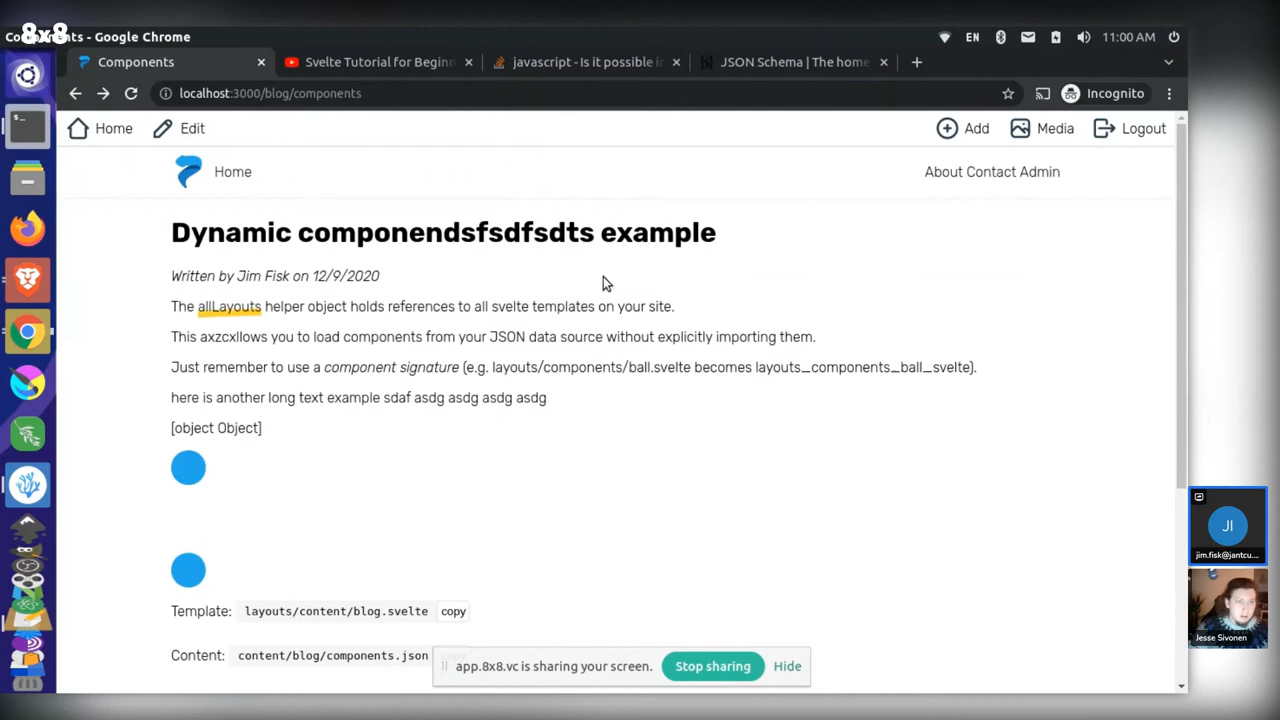 8x8
Components - Google Chrome
EN
11:00 AM
Components
Svelte Tutorial for Beginn
javascript - Is it possible i
JSON Schema | The home
localhost:3000/blog/components
Incognito
Home
Edit
Add
Media
Logout
Home
About Contact Admin
Dynamic componendsfsdfsdts example
Written by Jim Fisk on 12/9/2020
The allLayouts helper object holds references to all svelte templates on your site.
This axzcxllows you to load components from your JSON data source without explicitly importing them.
Just remember to use a component signature (e.g. layouts/components/ball.svelte becomes layouts_components_ball_svelte).
here is another long text example sdaf asdg asdg asdg asdg
[object Object]
Template: layouts/content/blog.svelte copy
Content: content/blog/components.json
app.8x8.vc is sharing your screen.
Stop sharing
Hide
JI
jim.fisk@jantcu....
Jesse Sivonen